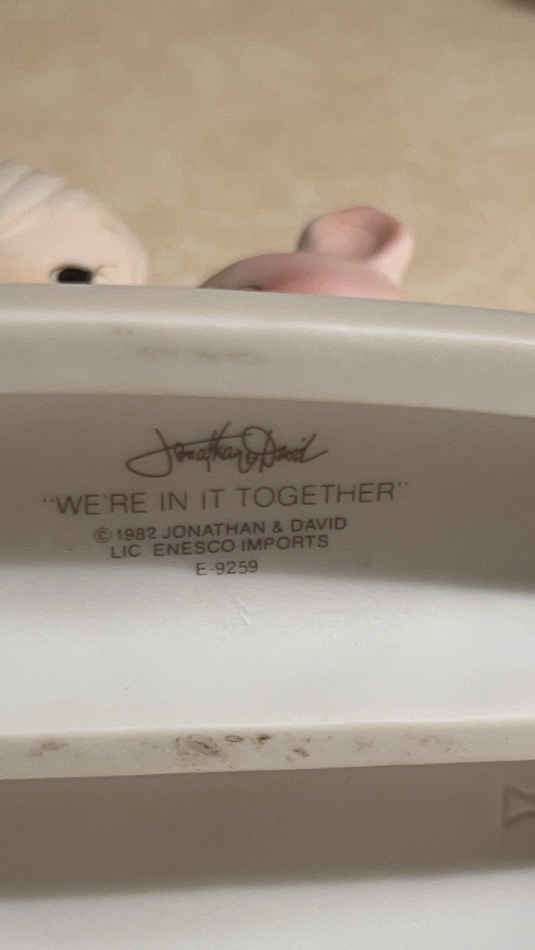 Jonathan & David
"WE'RE IN IT TOGETHER"
© 1982 JONATHAN & DAVID
LIC ENESCO IMPORTS
E-9259